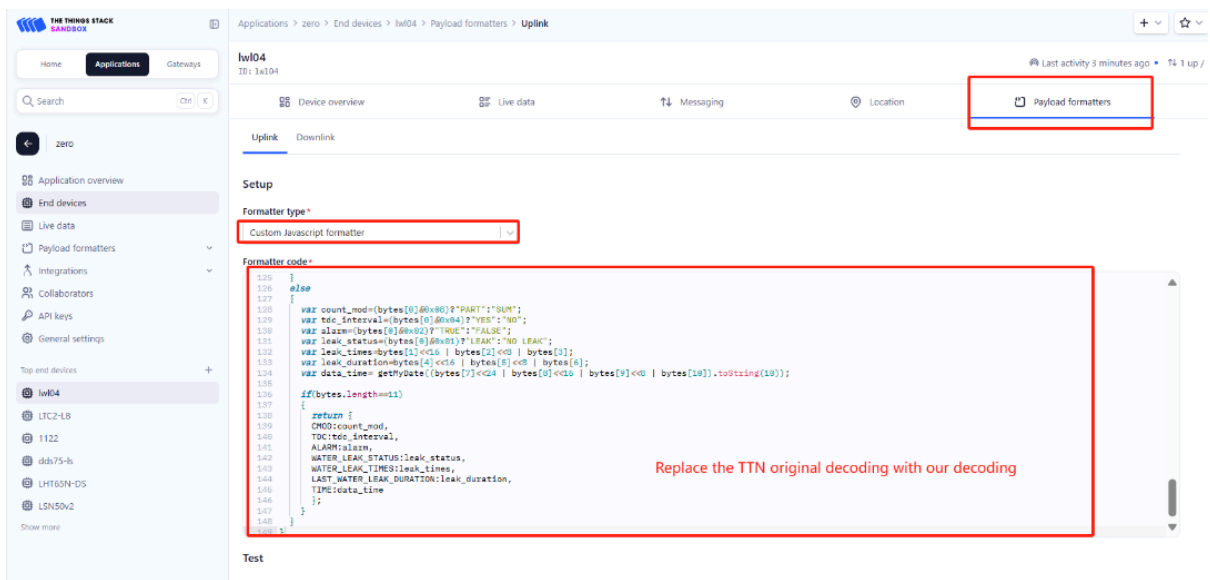 THE THINGS STACK
SANDBOX
Applications > zero > End devices > lwl04 > Payload formatters > Uplink
Home
Applications
Gateways
lwl04
ID: lwl04
Last activity 3 minutes ago
1 up /
Search
Ctrl
K
Device overview
Live data
Messaging
Location
Payload formatters
zero
Uplink
Downlink
Application overview
End devices
Live data
Payload formatters
Integrations
Collaborators
API keys
General settings
Top end devices
lwl04
LTC2-LB
1122
dds75-ls
LHT65N-DS
LSN50v2
Show more
Setup
Formatter type*
Custom Javascript formatter
Formatter code*
125 }
126 else
127 {
128 var count_mod=(bytes[0]&0x08)?"PART":"SUM";
129 var tdc_interval=(bytes[0]&0x04)?"YES":"NO";
130 var alarm=(bytes[0]&0x02)?"TRUE":"FALSE";
131 var leak_status=(bytes[0]&0x01)?"LEAK":"NO LEAK";
132 var leak_times=bytes[1]<<16 | bytes[2]<<8 | bytes[3];
133 var leak_duration=bytes[4]<<16 | bytes[5]<<8 | bytes[6];
134 var data_time= getMyDate((bytes[7]<<24 | bytes[8]<<16 | bytes[9]<<8 | bytes[10]).toString(10));
135
136 if(bytes.length==11)
137 {
138 return {
139 CMOD:count_mod,
140 TDC:tdc_interval,
141 ALARM:alarm,
142 WATER_LEAK_STATUS:leak_status,
143 WATER_LEAK_TIMES:leak_times,
144 LAST_WATER_LEAK_DURATION:leak_duration,
145 TIME:data_time
146 };
147 }
148 }
149 }
Replace the TTN original decoding with our decoding
Test